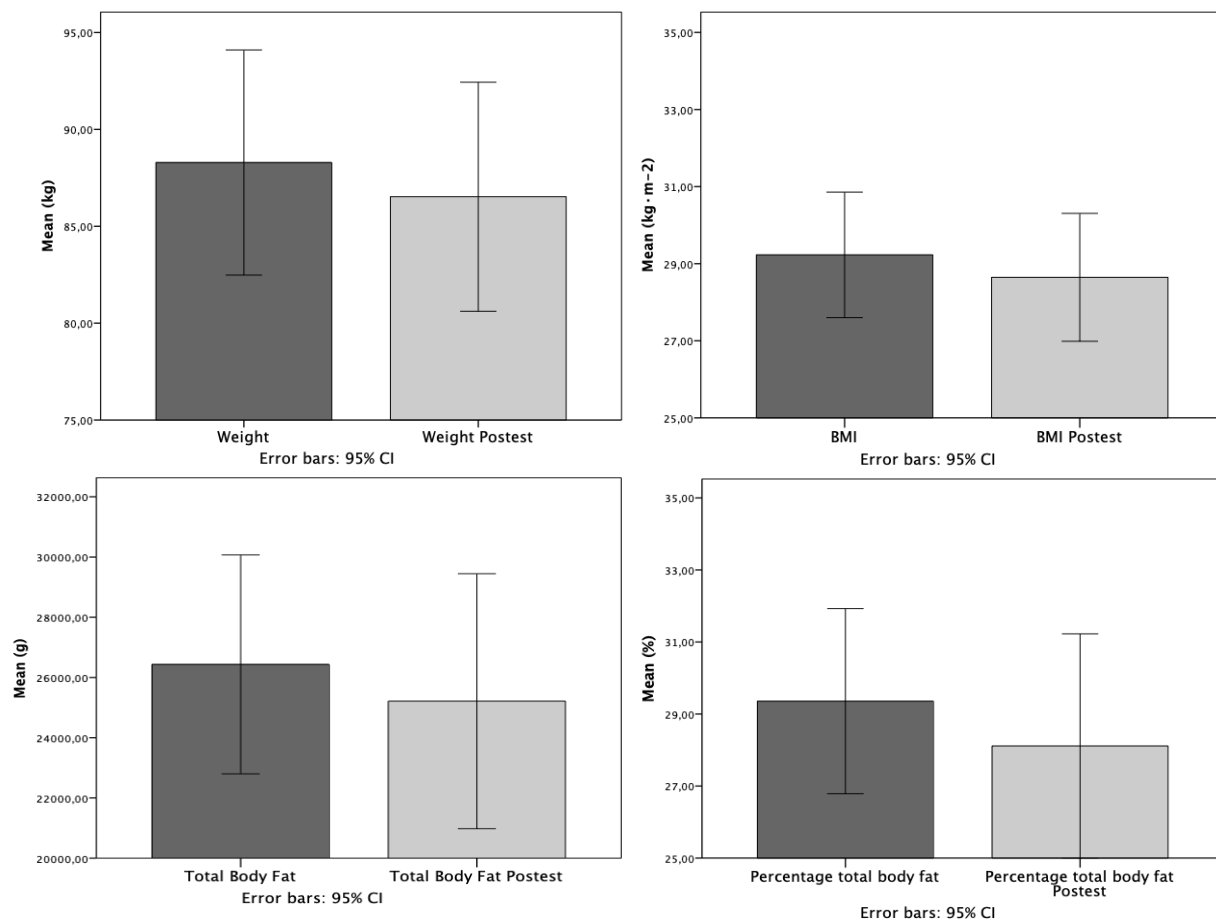 95,00
90,00
85,00
80,00
75,00
Mean (kg)
Weight
Weight Postest
Error bars: 95% CI
35,00
33,00
31,00
29,00
27,00
25,00
Mean (kg·m-2)
BMI
BMI Postest
Error bars: 95% CI
32000,00
30000,00
28000,00
26000,00
24000,00
22000,00
20000,00
Mean (g)
Total Body Fat
Total Body Fat Postest
Error bars: 95% CI
35,00
33,00
31,00
29,00
27,00
25,00
Mean (%)
Percentage total body fat
Percentage total body fat
Postest
Error bars: 95% CI